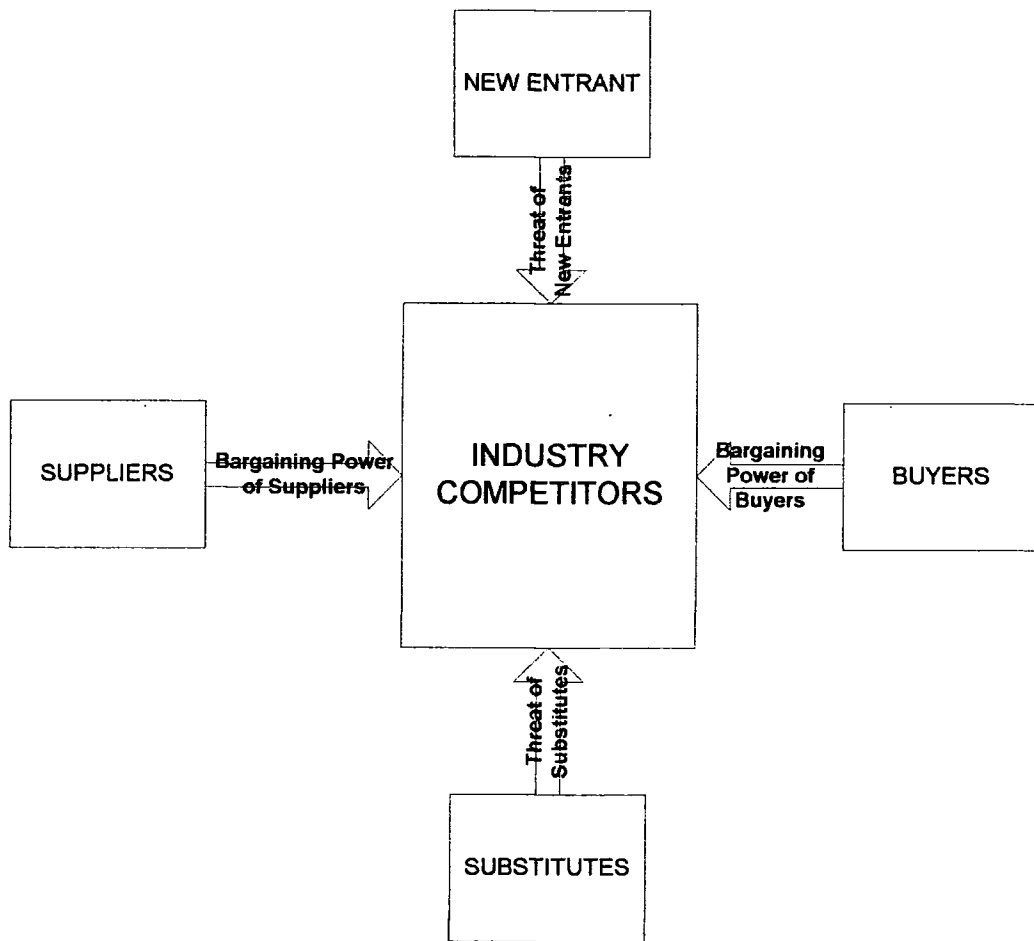 NEW ENTRANT
Threat of
New Entrants
SUPPLIERS
Bargaining Power
of Suppliers
INDUSTRY
COMPETITORS
Bargaining
Power of
Buyers
BUYERS
Threat of
Substitutes
SUBSTITUTES